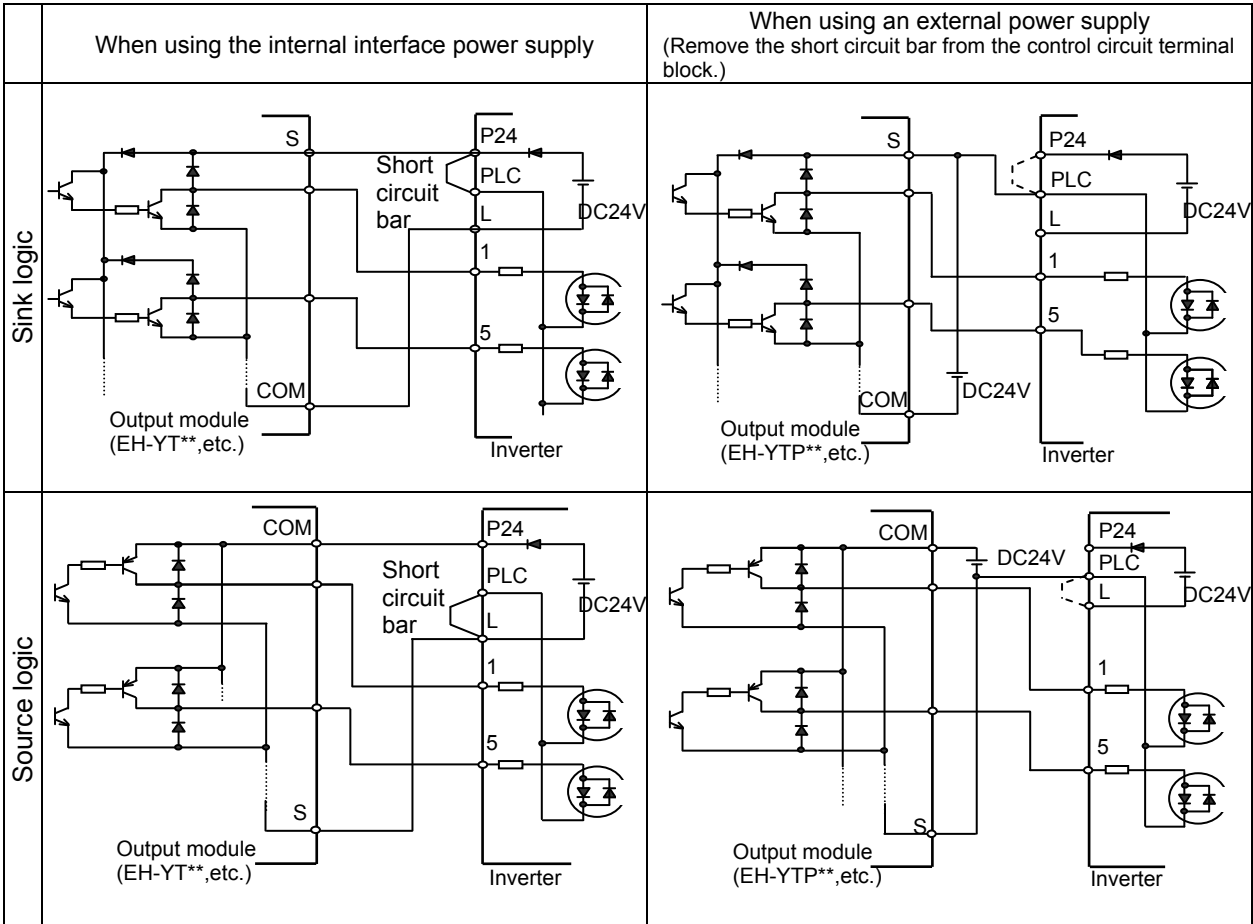 When using the internal interface power supply
When using an external power supply
(Remove the short circuit bar from the control circuit terminal
block.)
Sink logic
S
P24
Short
circuit
bar
PLC
L
DC24V
1
5
COM
Output module
(EH-YT**,etc.)
Inverter
S
P24
PLC
L
DC24V
1
5
DC24V
COM
Output module
(EH-YTP**,etc.)
Inverter
Source logic
COM
P24
Short
circuit
bar
PLC
L
DC24V
1
5
S
Output module
(EH-YT**,etc.)
Inverter
COM
DC24V
P24
PLC
L
DC24V
1
5
S
Output module
(EH-YTP**,etc.)
Inverter